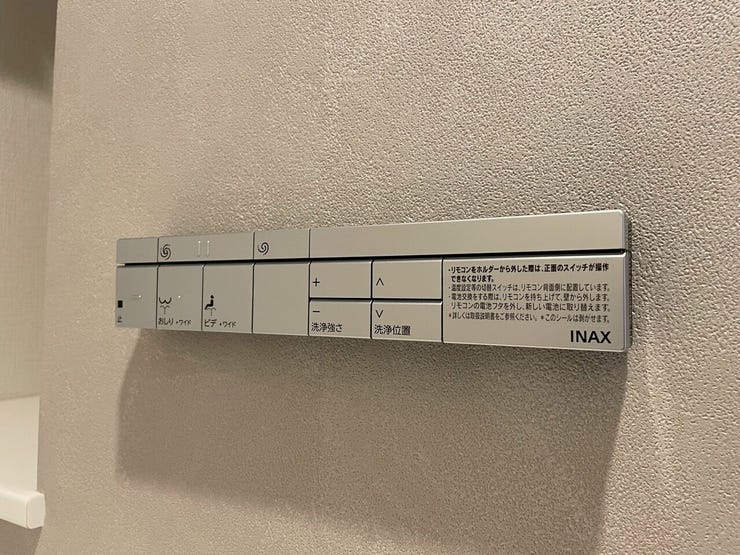 止
おしり •ワイド
ビデ •ワイド
+
−
洗浄強さ
∧
∨
洗浄位置
・リモコンをホルダーから外した際は、正面のスイッチが操作
できなくなります。
・温度設定等の切替スイッチは、リモコン背面側に配置しています。
・電池交換をする際は、リモコンを持ち上げて、壁から外します。
リモコンの電池フタを外し、新しい電池に取り替えます。
＊詳しくは取扱説明書をご参照ください。＊このシールは剥がせます。
INAX